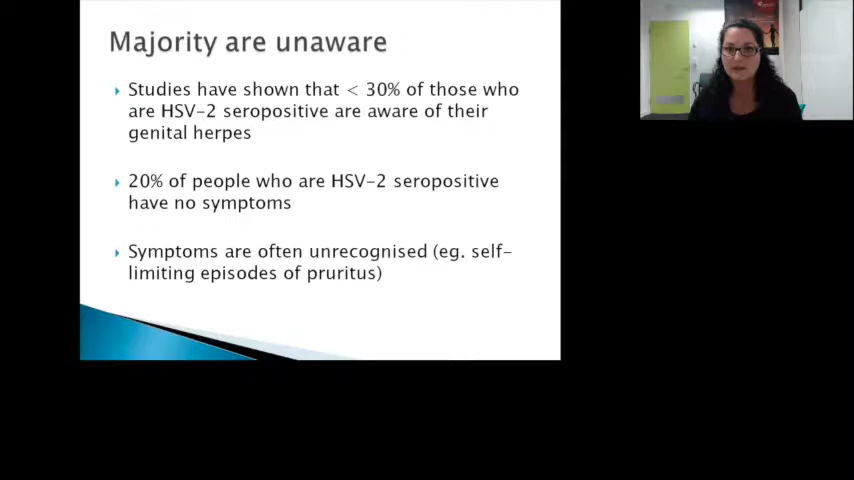 Majority are unaware
Studies have shown that < 30% of those who
are HSV-2 seropositive are aware of their
genital herpes
20% of people who are HSV-2 seropositive
have no symptoms
Symptoms are often unrecognised (eg. self-
limiting episodes of pruritus)